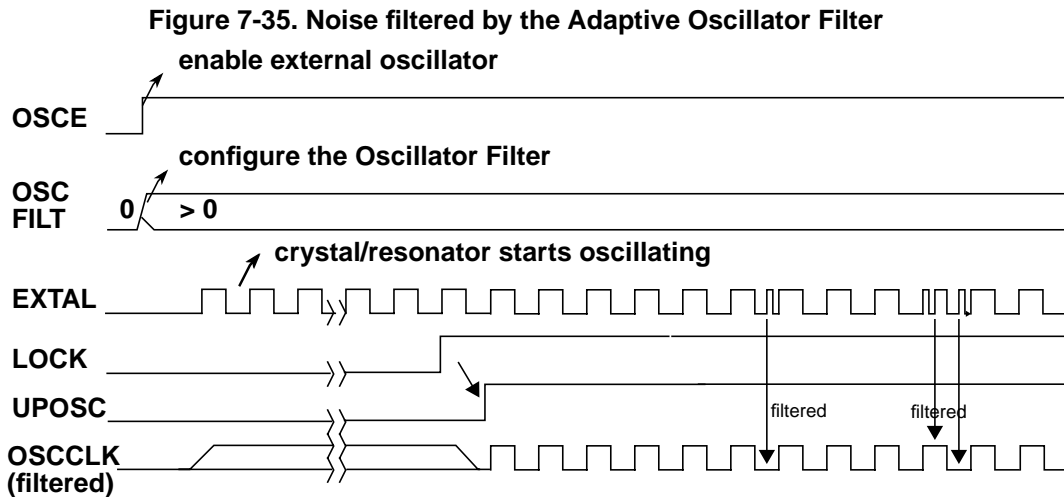 Figure 7-35. Noise filtered by the Adaptive Oscillator Filter
enable external oscillator
OSCE
configure the Oscillator Filter
OSC
FILT
0 > 0
crystal/resonator starts oscillating
EXTAL
LOCK
UPOSC
filtered filtered
OSCCLK
(filtered)